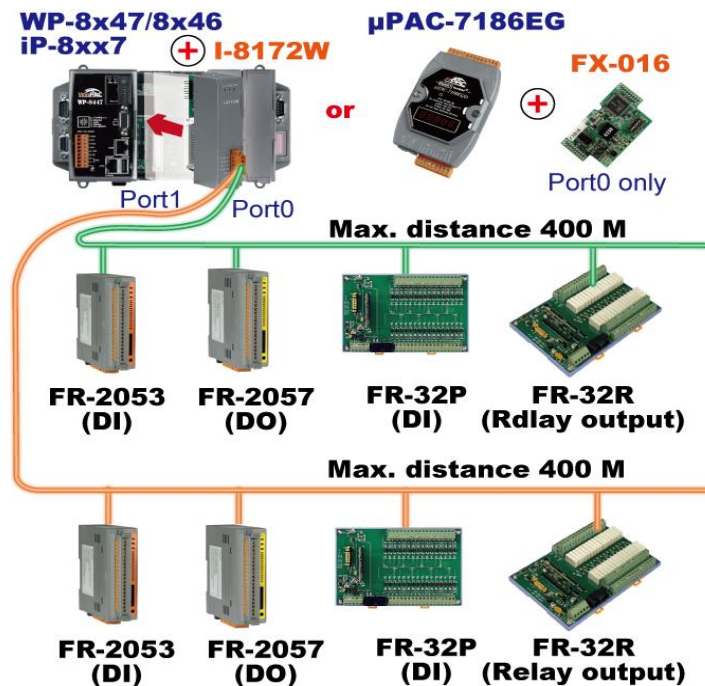 WP-8x47/8x46
iP-8xx7
I-8172W
µPAC-7186EG
FX-016
WP-8447
or
Port1
Port0
Port0 only
Max. distance 400 M
FR-2053
(DI)
FR-2057
(DO)
FR-32P
(DI)
FR-32R
(Rdlay output)
Max. distance 400 M
FR-2053
(DI)
FR-2057
(DO)
FR-32P
(DI)
FR-32R
(Relay output)